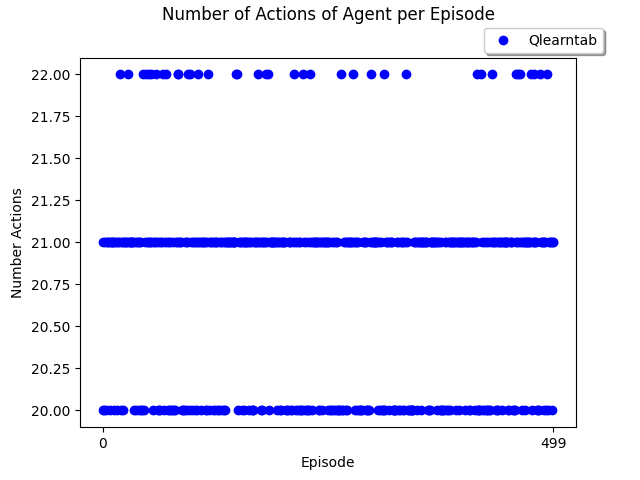 Number of Actions of Agent per Episode
Qlearntab
22.00
21.75
21.50
21.25
21.00
20.75
20.50
20.25
20.00
Number Actions
0 499
Episode